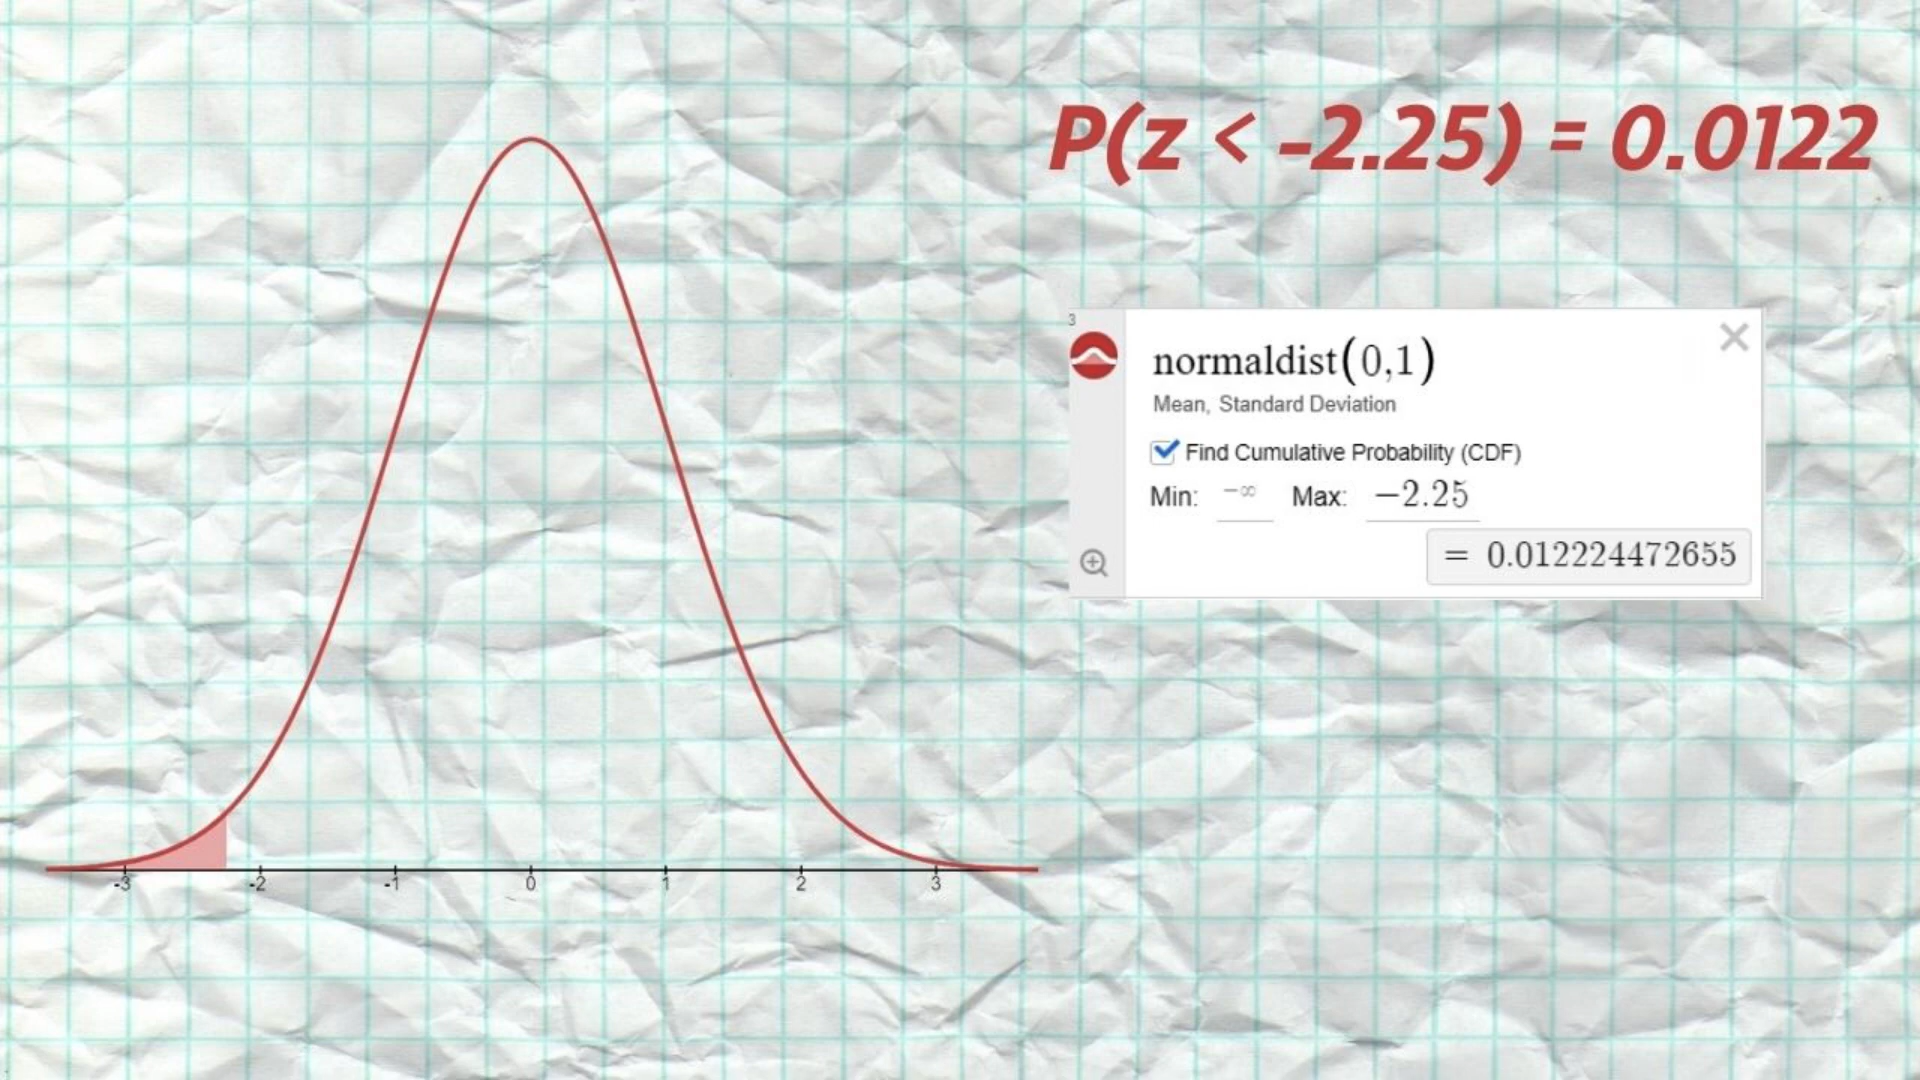 P(z < -2.25) = 0.0122
3
normaldist(0,1)
Mean, Standard Deviation
Find Cumulative Probability (CDF)
Min: −∞ Max: −2.25
= 0.012224472655
-3 -2 -1 0 1 2 3